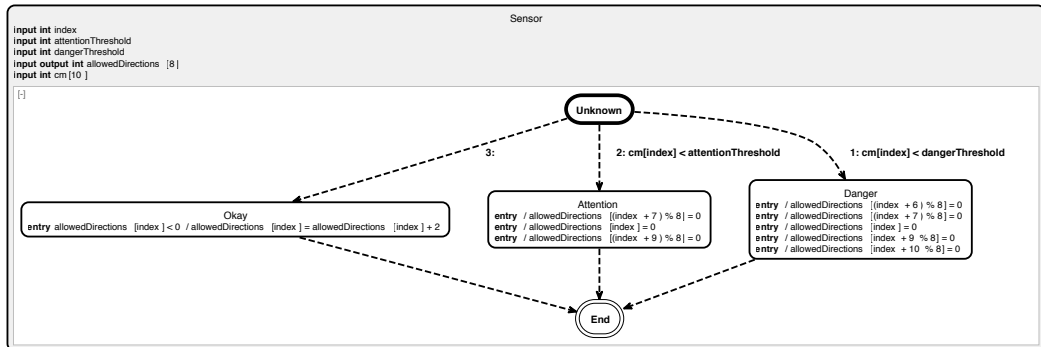 Sensor
input int index
input int attentionThreshold
input int dangerThreshold
input output int allowedDirections [8]
input int cm [10 ]
[-]
Unknown
3:
2: cm[index] < attentionThreshold
1: cm[index] < dangerThreshold
Okay
entry allowedDirections [index ] < 0 / allowedDirections [index ] = allowedDirections [index ] + 2
Attention
entry / allowedDirections [(index + 7 ) % 8] = 0
entry / allowedDirections [index ] = 0
entry / allowedDirections [(index + 9 ) % 8] = 0
Danger
entry / allowedDirections [(index + 6 ) % 8] = 0
entry / allowedDirections [(index + 7 ) % 8] = 0
entry / allowedDirections [index ] = 0
entry / allowedDirections [index + 9 % 8] = 0
entry / allowedDirections [index + 10 % 8] = 0
End